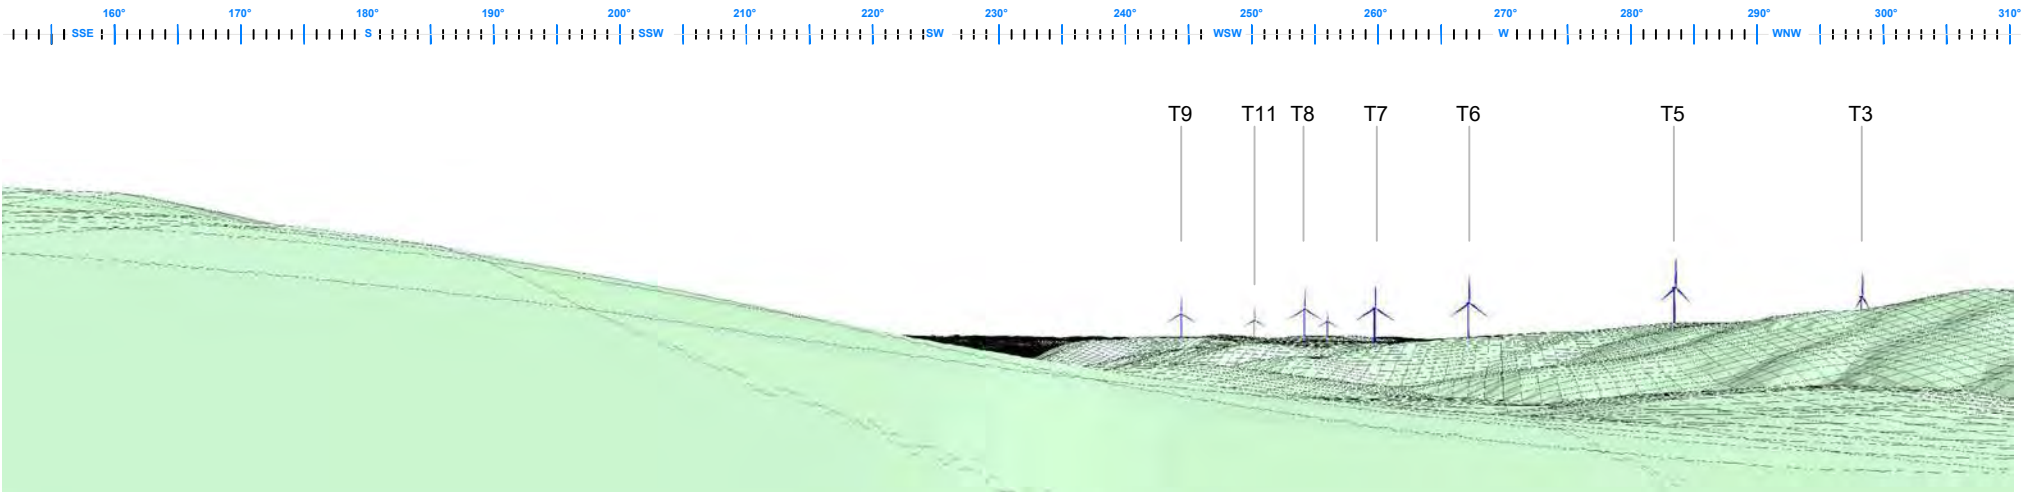 160° 170° 180° 190° 200° 210° 220° 230° 240° 250° 260° 270° 280° 290° 300° 310°
SSE S SSW SW WSW W WNW
T9 T11 T8 T7 T6 T5 T3